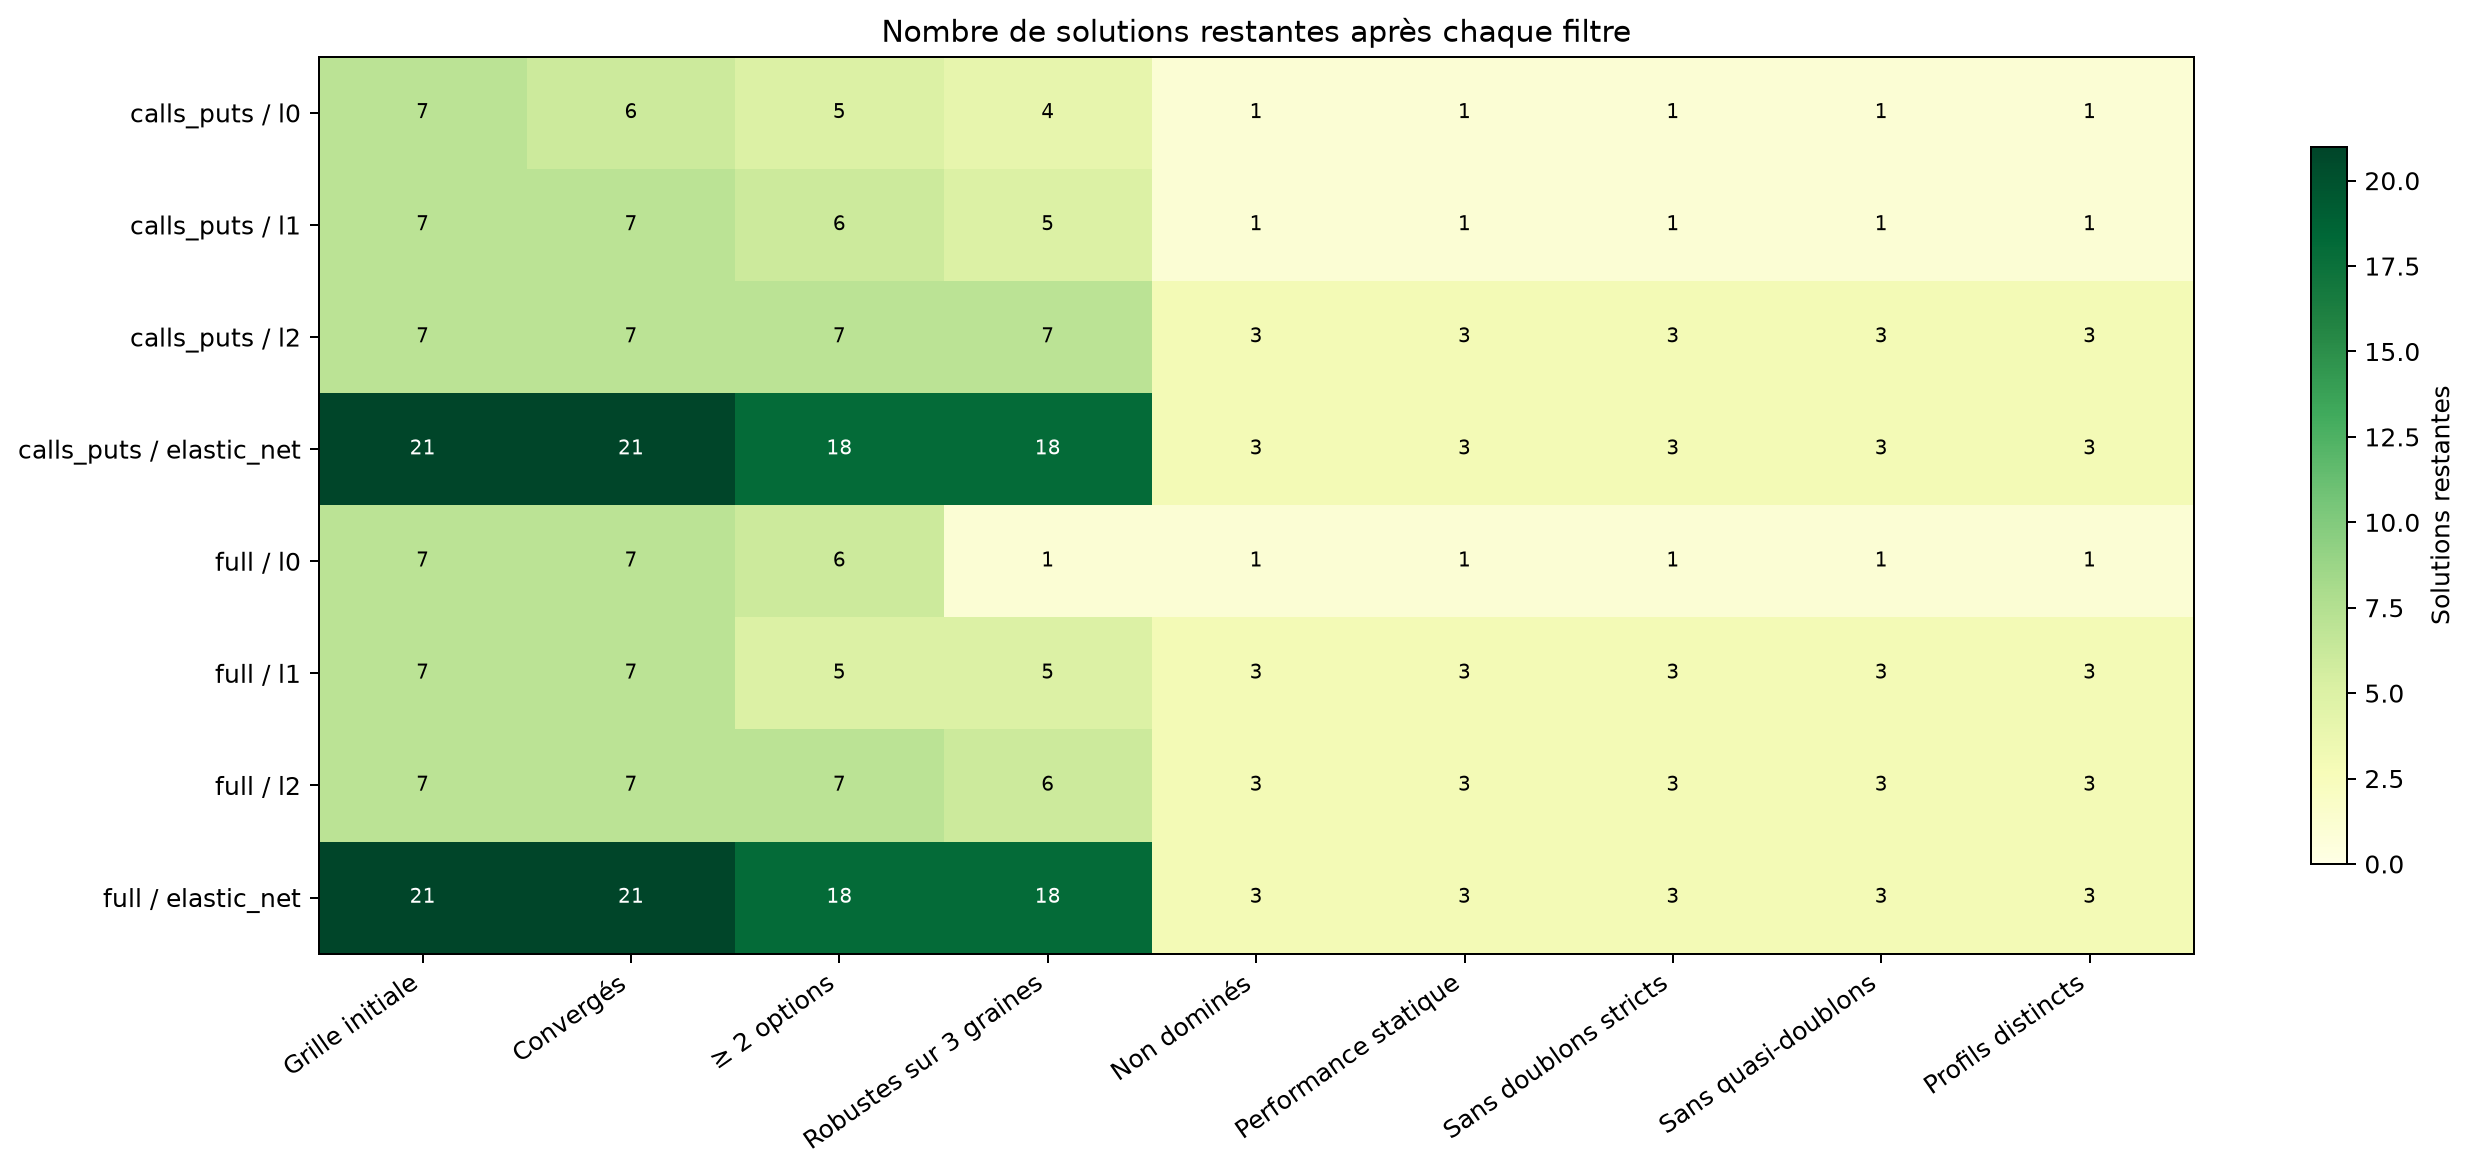 Nombre de solutions restantes après chaque filtre
calls_puts / l0 7 6 5 4 1 1 1 1 1
calls_puts / l1 7 7 6 5 1 1 1 1 1
calls_puts / l2 7 7 7 7 3 3 3 3 3
calls_puts / elastic_net 21 21 18 18 3 3 3 3 3
full / l0 7 7 6 1 1 1 1 1 1
full / l1 7 7 5 5 3 3 3 3 3
full / l2 7 7 7 6 3 3 3 3 3
full / elastic_net 21 21 18 18 3 3 3 3 3
Grille initiale
Convergés
≥ 2 options
Robustes sur 3 graines
Non dominés
Performance statique
Sans doublons stricts
Sans quasi-doublons
Profils distincts
20.0
17.5
15.0
12.5
10.0
7.5
5.0
2.5
0.0
Solutions restantes